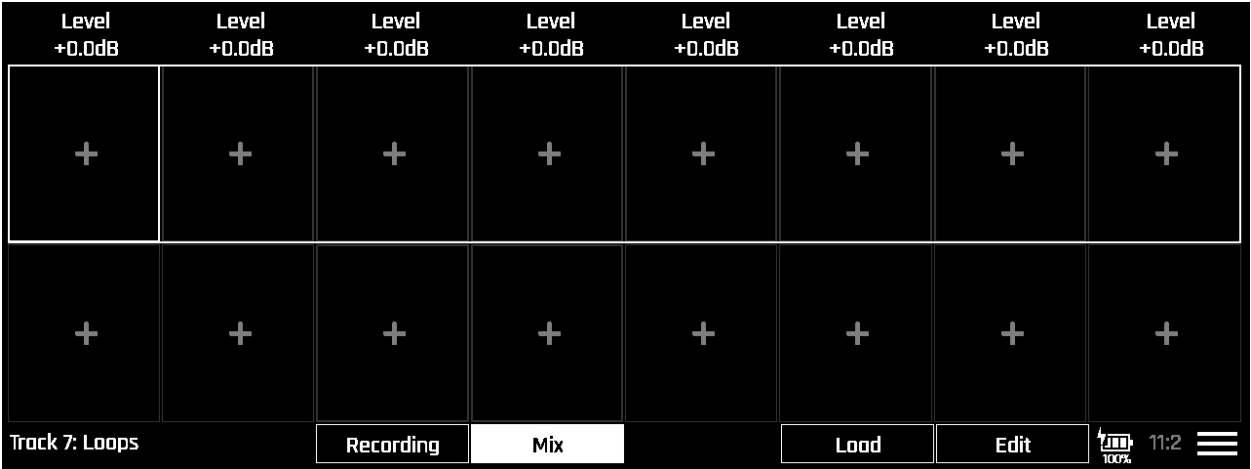 Level Level Level Level Level Level Level Level
+0.0dB +0.0dB +0.0dB +0.0dB +0.0dB +0.0dB +0.0dB +0.0dB
+ + + + + + + +
+ + + + + + + +
Track 7: Loops Recording Mix Load Edit 11:2
100%